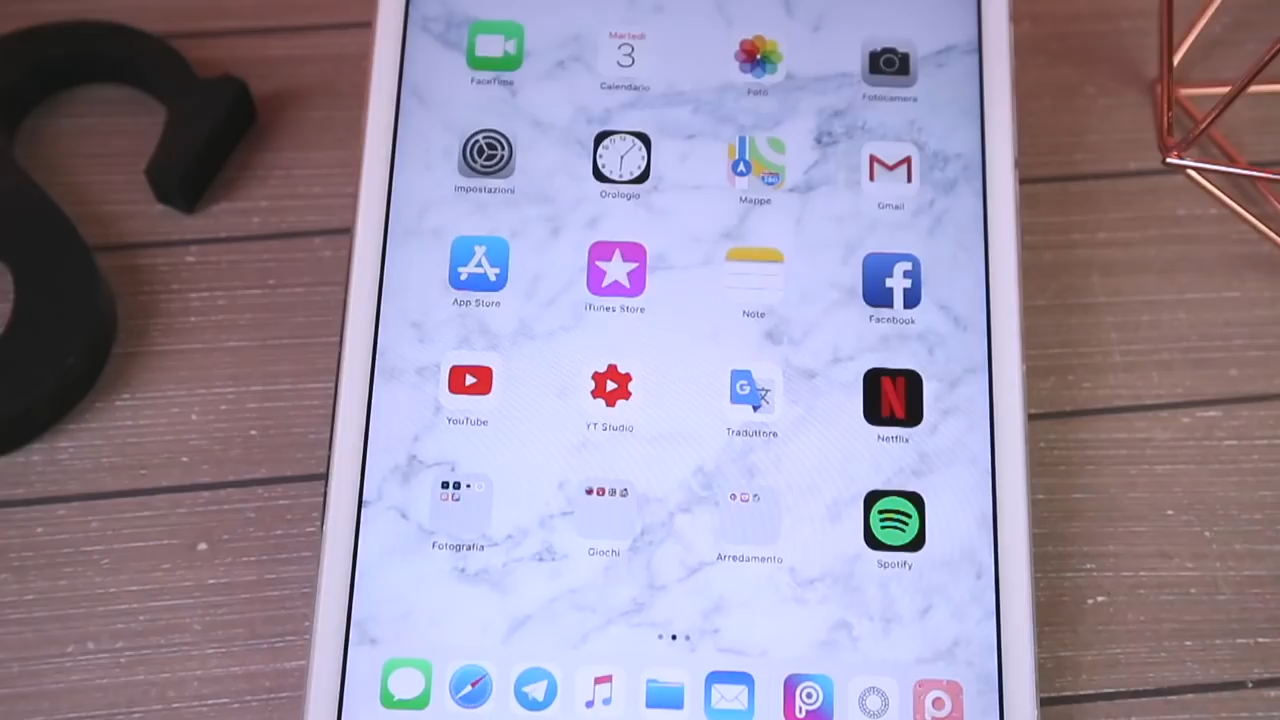 FaceTime
Martedì
3
Calendario
Foto
Fotocamera
Impostazioni
Orologio
Mappe
Gmail
App Store
iTunes Store
Note
Facebook
YouTube
YT Studio
Traduttore
Netflix
Fotografia
Giochi
Arredamento
Spotify